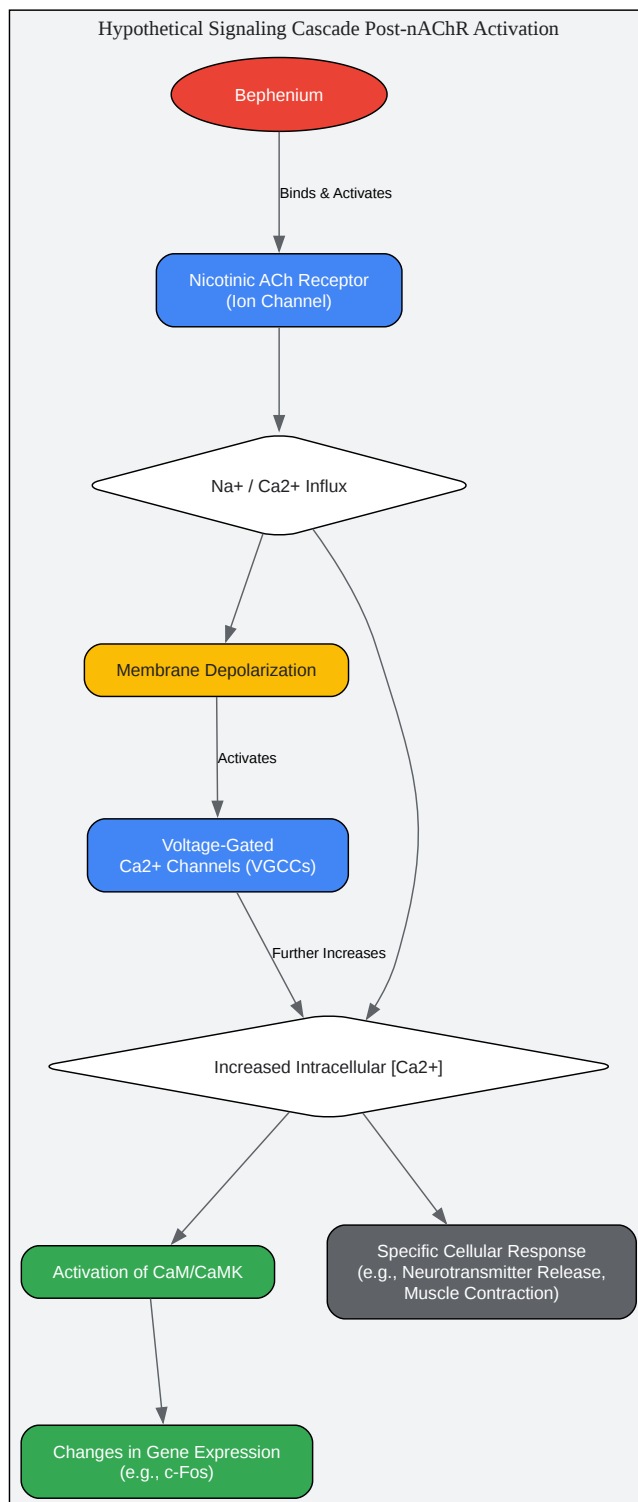 Hypothetical Signaling Cascade Post-nAChR Activation
Bephenium
Binds & Activates
Nicotinic ACh Receptor
(Ion Channel)
Na+ / Ca2+ Influx
Membrane Depolarization
Activates
Voltage-Gated
Ca2+ Channels (VGCCs)
Further Increases
Increased Intracellular [Ca2+]
Activation of CaM/CaMK
Specific Cellular Response
(e.g., Neurotransmitter Release,
Muscle Contraction)
Changes in Gene Expression
(e.g., c-Fos)